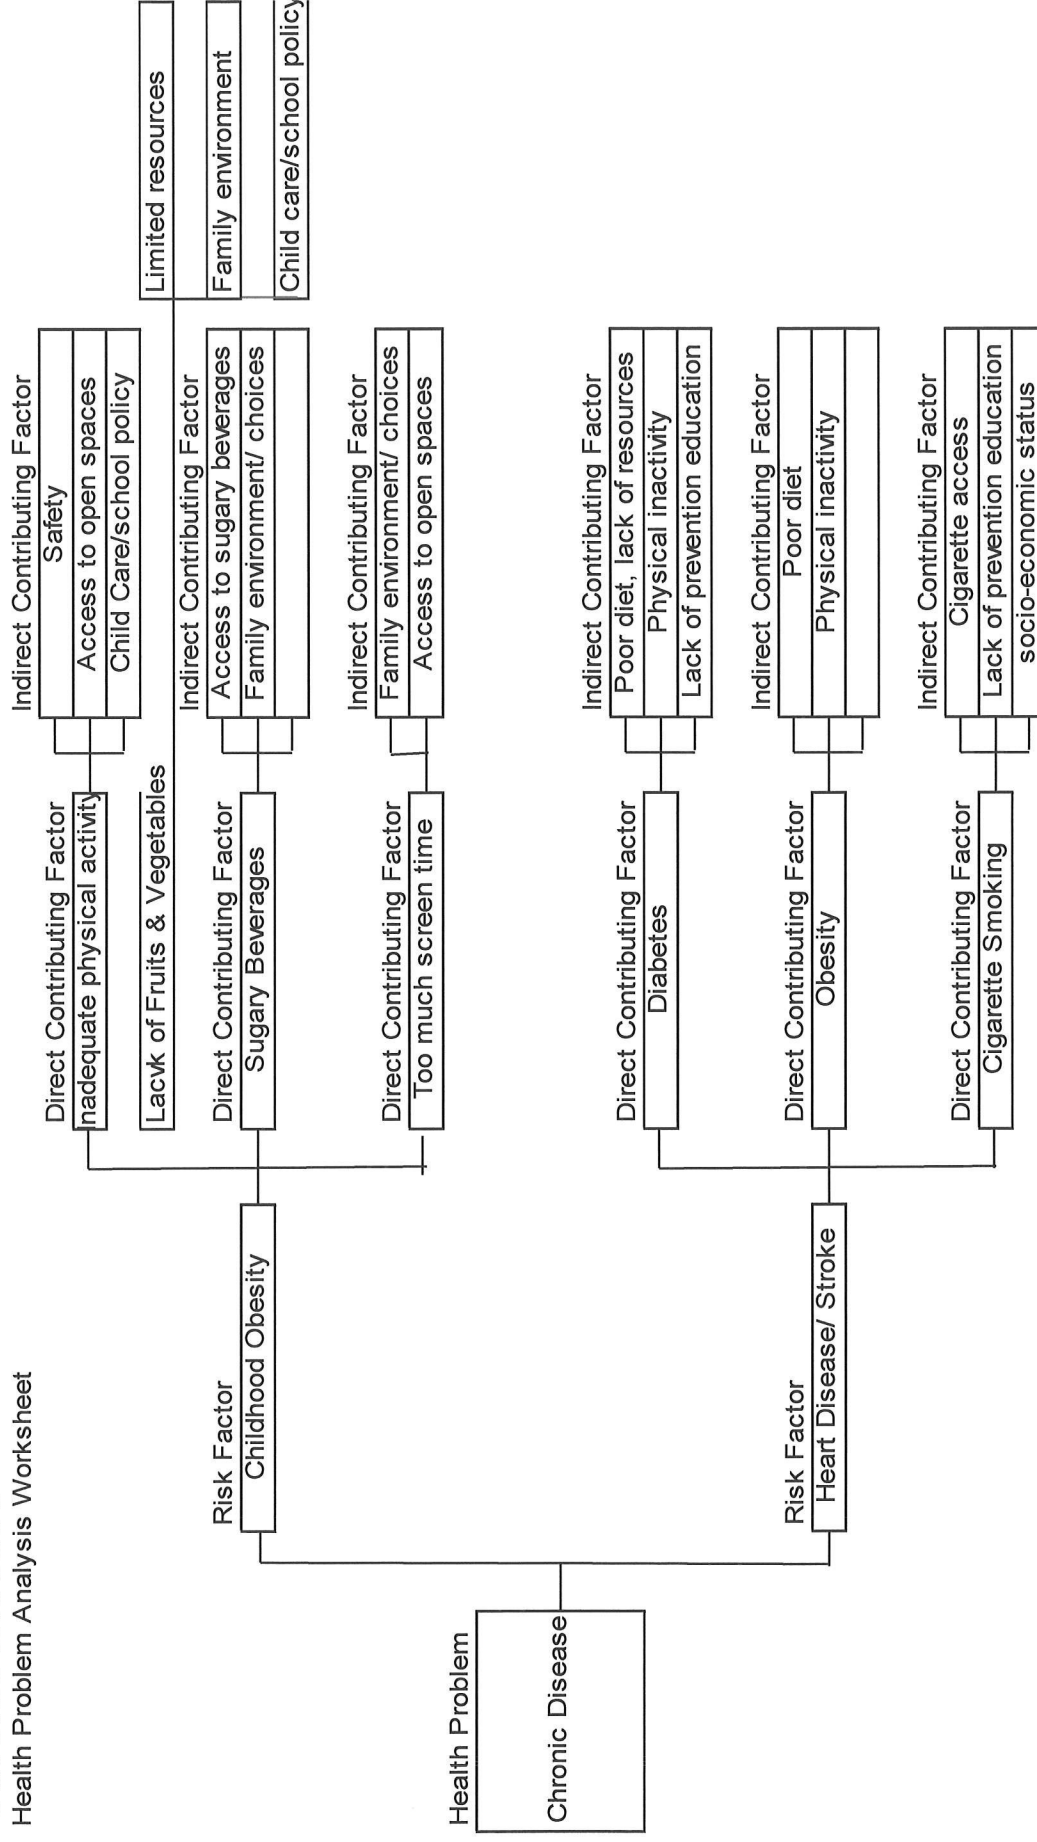 Health Problem Analysis Worksheet
Health Problem
Chronic Disease
Risk Factor
Childhood Obesity
Direct Contributing Factor
Inadequate physical activity
Indirect Contributing Factor
Safety
Access to open spaces
Child Care/school policy
Lacvk of Fruits & Vegetables
Limited resources
Family environment
Child care/school policy
Direct Contributing Factor
Sugary Beverages
Indirect Contributing Factor
Access to sugary beverages
Family environment/ choices
Direct Contributing Factor
Too much screen time
Indirect Contributing Factor
Family environment/ choices
Access to open spaces
Risk Factor
Heart Disease/ Stroke
Direct Contributing Factor
Diabetes
Indirect Contributing Factor
Poor diet, lack of resources
Physical inactivity
Lack of prevention education
Direct Contributing Factor
Obesity
Indirect Contributing Factor
Poor diet
Physical inactivity
Direct Contributing Factor
Cigarette Smoking
Indirect Contributing Factor
Cigarette access
Lack of prevention education
socio-economic status